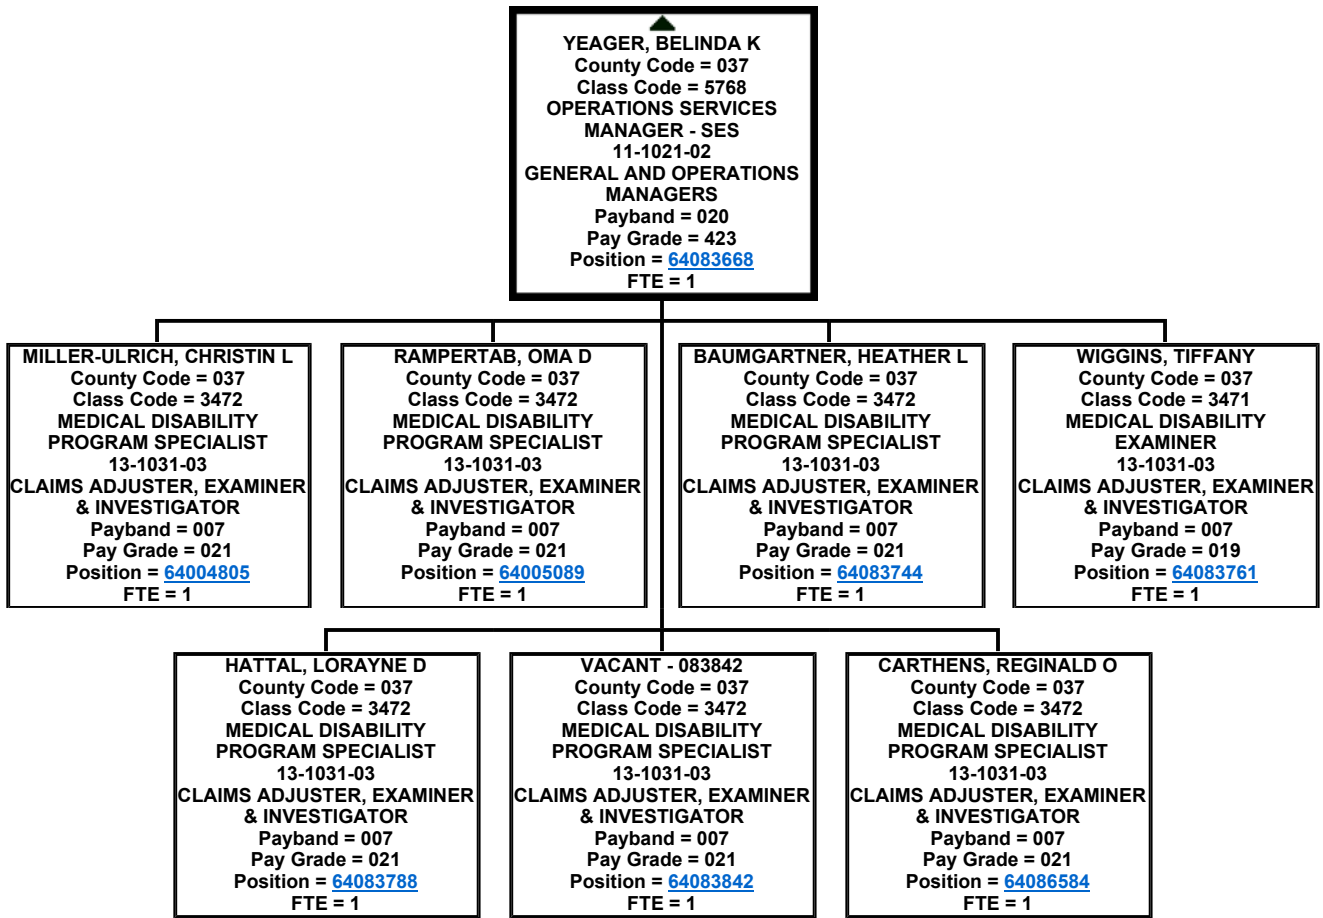 YEAGER, BELINDA K
County Code = 037
Class Code = 5768
OPERATIONS SERVICES
MANAGER - SES
11-1021-02
GENERAL AND OPERATIONS
MANAGERS
Payband = 020
Pay Grade = 423
Position = 64083668
FTE = 1
MILLER-ULRICH, CHRISTIN L
County Code = 037
Class Code = 3472
MEDICAL DISABILITY
PROGRAM SPECIALIST
13-1031-03
CLAIMS ADJUSTER, EXAMINER
& INVESTIGATOR
Payband = 007
Pay Grade = 021
Position = 64004805
FTE = 1
RAMPERTAB, OMA D
County Code = 037
Class Code = 3472
MEDICAL DISABILITY
PROGRAM SPECIALIST
13-1031-03
CLAIMS ADJUSTER, EXAMINER
& INVESTIGATOR
Payband = 007
Pay Grade = 021
Position = 64005089
FTE = 1
BAUMGARTNER, HEATHER L
County Code = 037
Class Code = 3472
MEDICAL DISABILITY
PROGRAM SPECIALIST
13-1031-03
CLAIMS ADJUSTER, EXAMINER
& INVESTIGATOR
Payband = 007
Pay Grade = 021
Position = 64083744
FTE = 1
WIGGINS, TIFFANY
County Code = 037
Class Code = 3471
MEDICAL DISABILITY
EXAMINER
13-1031-03
CLAIMS ADJUSTER, EXAMINER
& INVESTIGATOR
Payband = 007
Pay Grade = 019
Position = 64083761
FTE = 1
HATTAL, LORAYNE D
County Code = 037
Class Code = 3472
MEDICAL DISABILITY
PROGRAM SPECIALIST
13-1031-03
CLAIMS ADJUSTER, EXAMINER
& INVESTIGATOR
Payband = 007
Pay Grade = 021
Position = 64083788
FTE = 1
VACANT - 083842
County Code = 037
Class Code = 3472
MEDICAL DISABILITY
PROGRAM SPECIALIST
13-1031-03
CLAIMS ADJUSTER, EXAMINER
& INVESTIGATOR
Payband = 007
Pay Grade = 021
Position = 64083842
FTE = 1
CARTHENS, REGINALD O
County Code = 037
Class Code = 3472
MEDICAL DISABILITY
PROGRAM SPECIALIST
13-1031-03
CLAIMS ADJUSTER, EXAMINER
& INVESTIGATOR
Payband = 007
Pay Grade = 021
Position = 64086584
FTE = 1